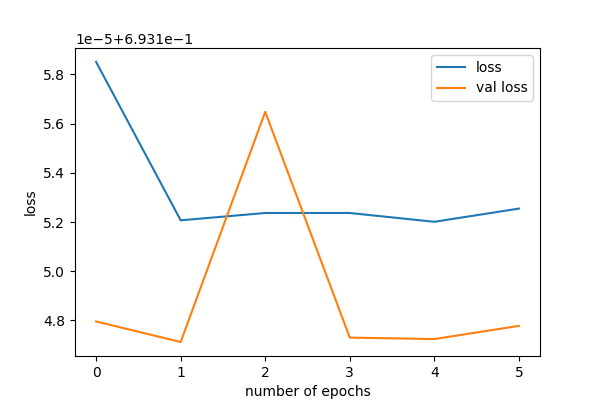 1e−5+6.931e−1
loss
val loss
5.8
5.6
5.4
5.2
5.0
4.8
loss
0 1 2 3 4 5
number of epochs